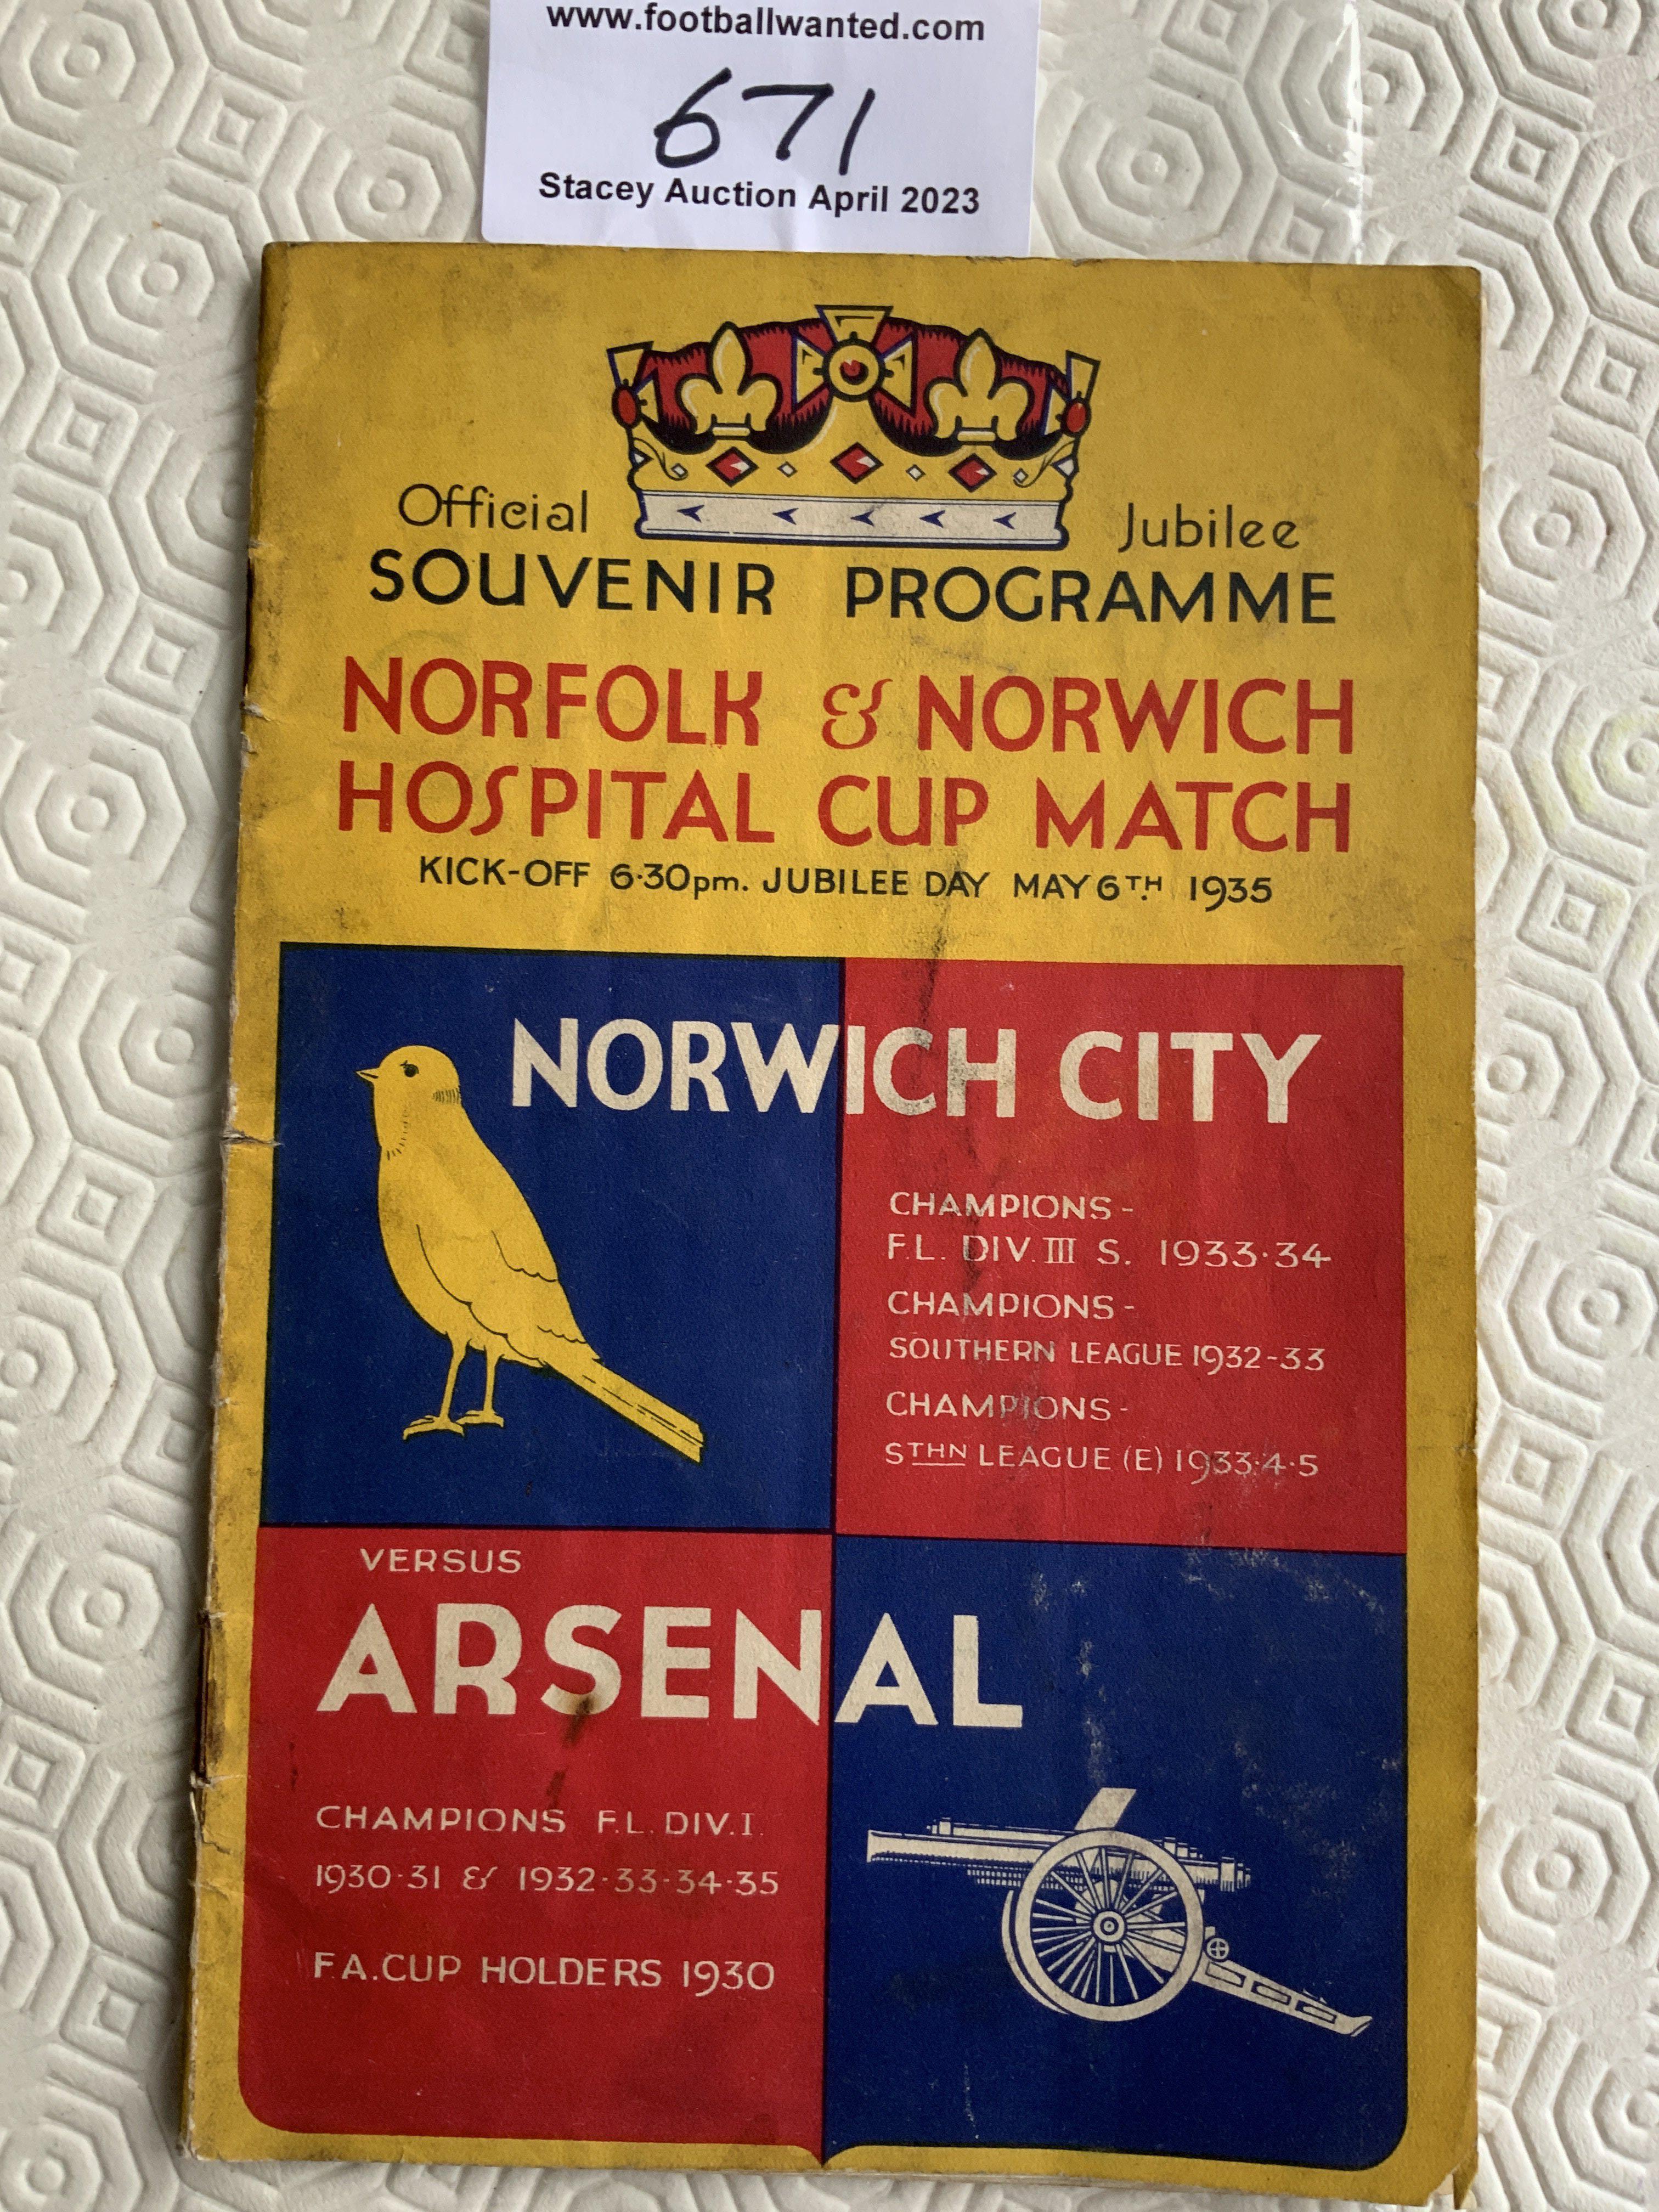 www.footballwanted.com
671
Stacey Auction April 2023
Official Jubilee
SOUVENIR PROGRAMME
NORFOLK & NORWICH
HOSPITAL CUP MATCH
KICK-OFF 6·30pm. JUBILEE DAY MAY 6TH 1935
NORWICH CITY
CHAMPIONS -
F.L. DIV. III S. 1933·34
CHAMPIONS -
SOUTHERN LEAGUE 1932-33
CHAMPIONS -
STHN LEAGUE (E) 1933·4·5
VERSUS
ARSENAL
CHAMPIONS F.L. DIV. I.
1930·31 & 1932·33·34·35
F.A. CUP HOLDERS 1930